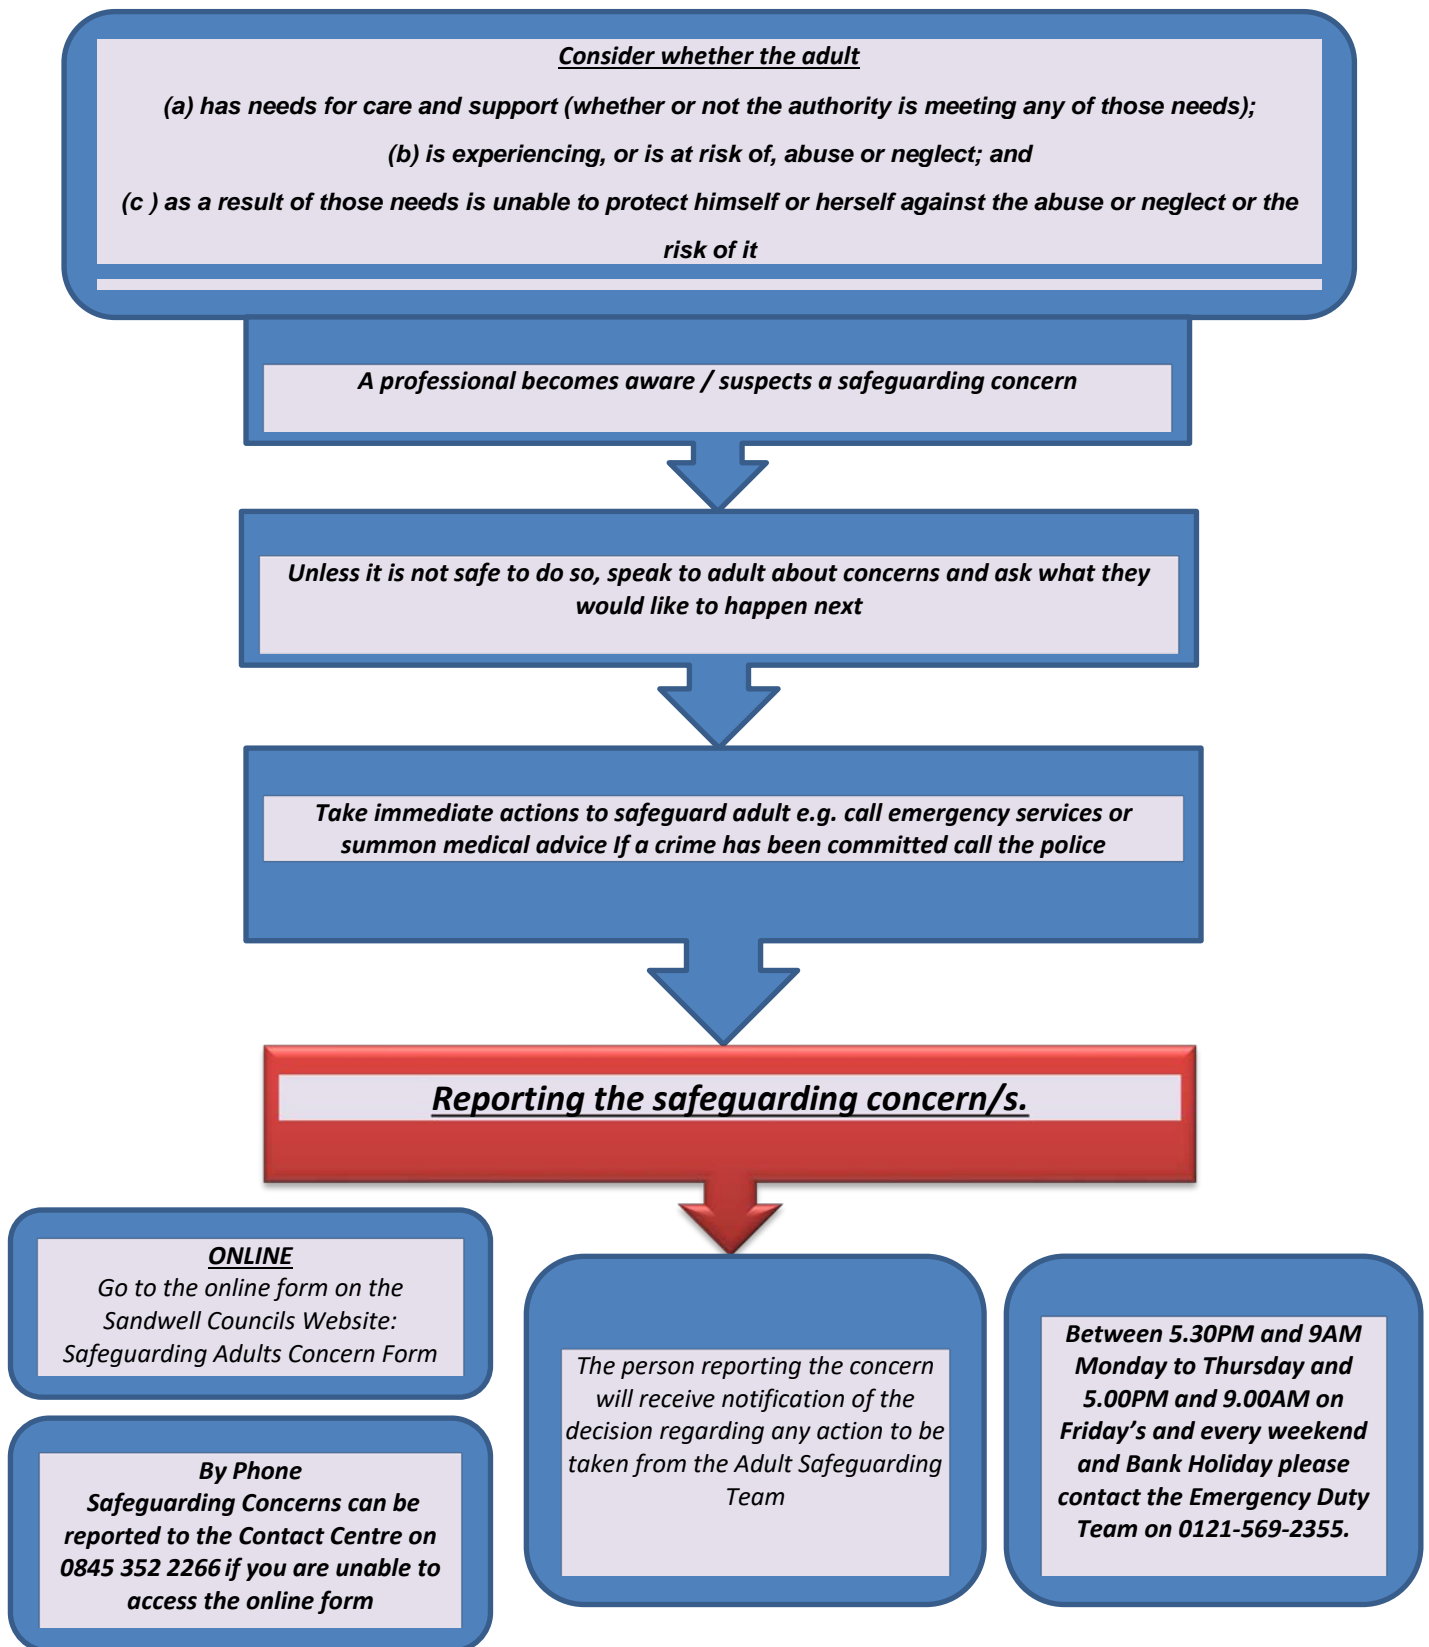 Consider whether the adult
(a) has needs for care and support (whether or not the authority is meeting any of those needs);
(b) is experiencing, or is at risk of, abuse or neglect; and
(c ) as a result of those needs is unable to protect himself or herself against the abuse or neglect or the
risk of it
A professional becomes aware / suspects a safeguarding concern
Unless it is not safe to do so, speak to adult about concerns and ask what they
would like to happen next
Take immediate actions to safeguard adult e.g. call emergency services or
summon medical advice If a crime has been committed call the police
Reporting the safeguarding concern/s.
ONLINE
Go to the online form on the
Sandwell Councils Website:
Safeguarding Adults Concern Form
By Phone
Safeguarding Concerns can be
reported to the Contact Centre on
0845 352 2266 if you are unable to
access the online form
The person reporting the concern
will receive notification of the
decision regarding any action to be
taken from the Adult Safeguarding
Team
Between 5.30PM and 9AM
Monday to Thursday and
5.00PM and 9.00AM on
Friday’s and every weekend
and Bank Holiday please
contact the Emergency Duty
Team on 0121-569-2355.